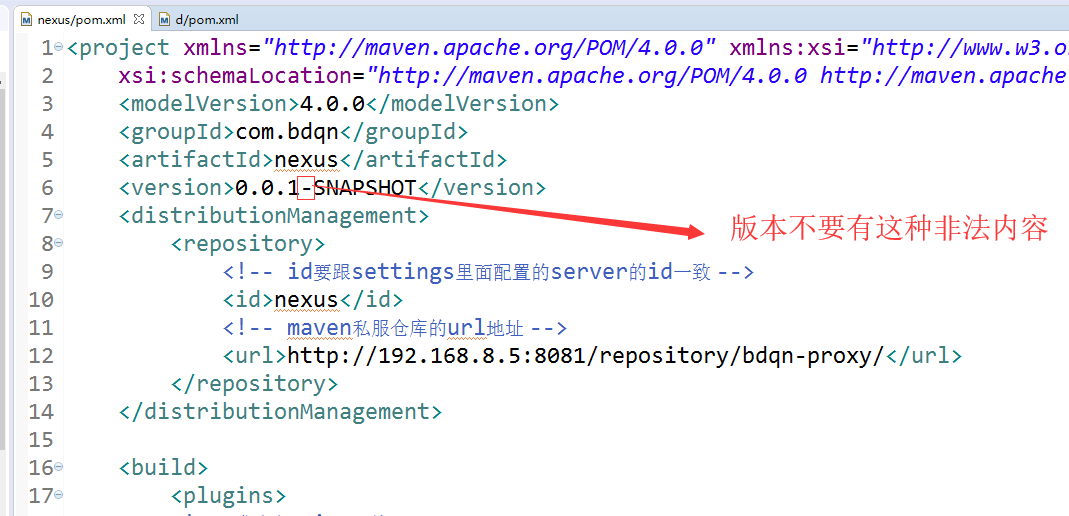 nexus/pom.xml d/pom.xml
1 <project xmlns="http://maven.apache.org/POM/4.0.0" xmlns:xsi="http://www.w3.o
2 xsi:schemaLocation="http://maven.apache.org/POM/4.0.0 http://maven.apache
3 <modelVersion>4.0.0</modelVersion>
4 <groupId>com.bdqn</groupId>
5 <artifactId>nexus</artifactId>
6 <version>0.0.1-SNAPSHOT</version>
7 <distributionManagement>
版本不要有这种非法内容
8 <repository>
9 <!-- id要跟settings里面配置的server的id一致 -->
10 <id>nexus</id>
11 <!-- maven私服仓库的url地址 -->
12 <url>http://192.168.8.5:8081/repository/bdqn-proxy/</url>
13 </repository>
14 </distributionManagement>
15
16 <build>
17 <plugins>